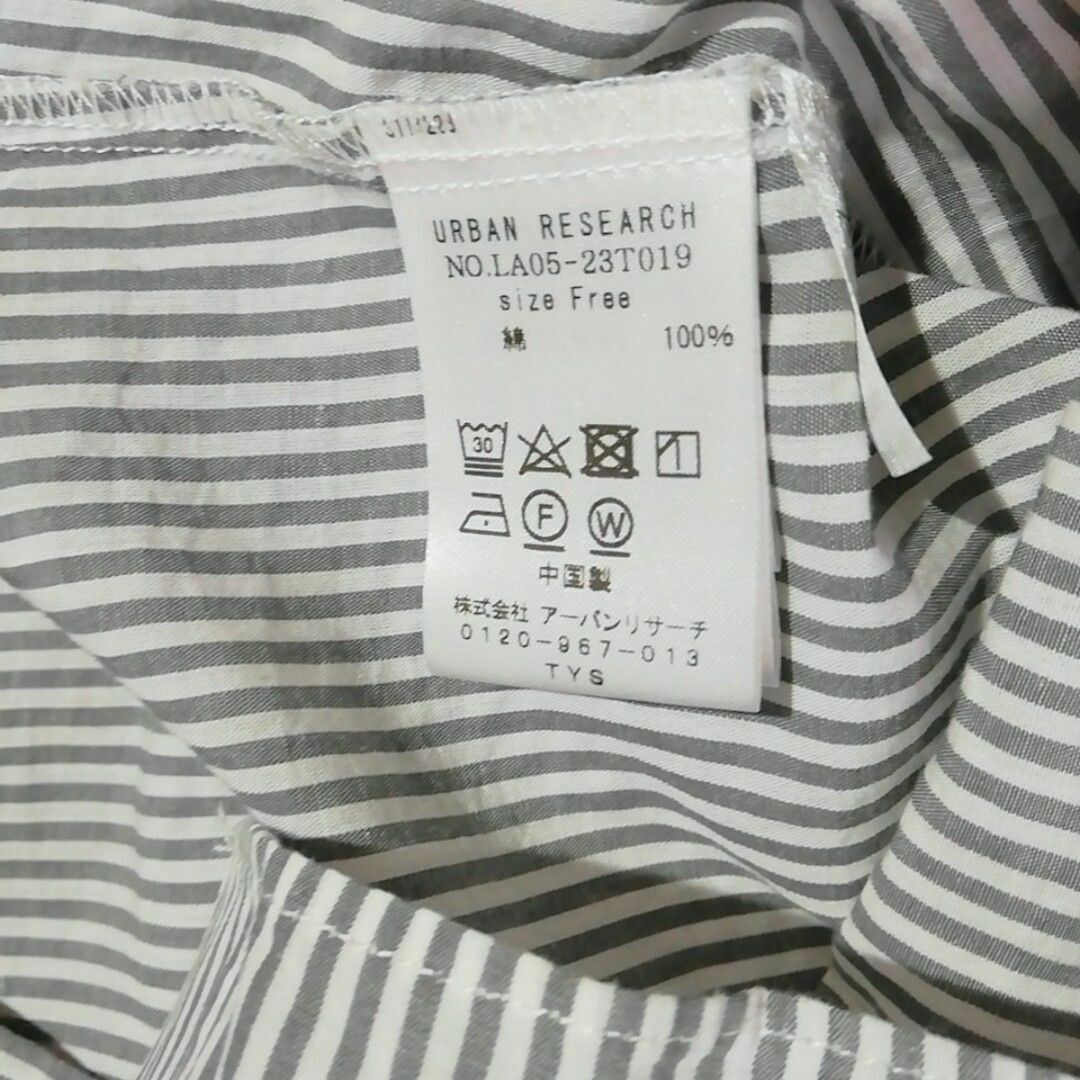 URBAN RESEARCH
NO.LA05-23T019
size Free
綿 100%
30
F W
中国製
株式会社 アーバンリサーチ
0120-967-013
TYS